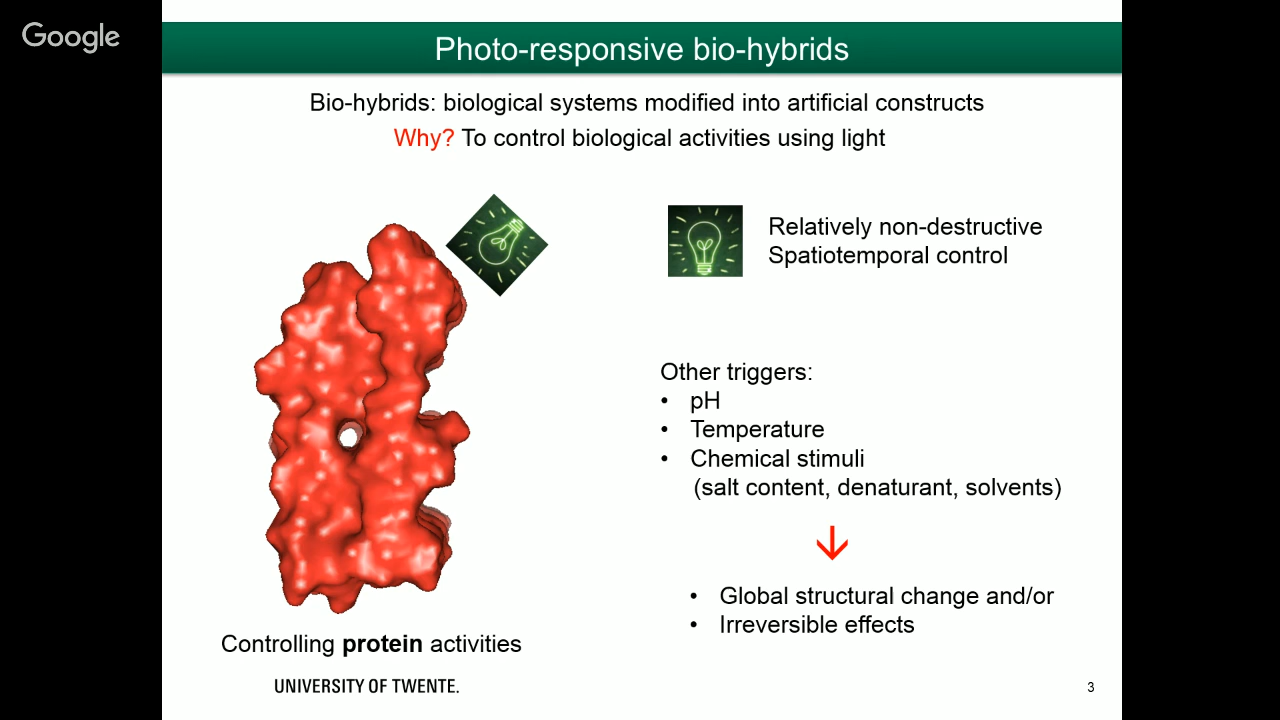 Google
Photo-responsive bio-hybrids
Bio-hybrids: biological systems modified into artificial constructs
Why? To control biological activities using light
Relatively non-destructive
Spatiotemporal control
Other triggers:
• pH
• Temperature
• Chemical stimuli
(salt content, denaturant, solvents)
• Global structural change and/or
• Irreversible effects
Controlling protein activities
UNIVERSITY OF TWENTE.
3